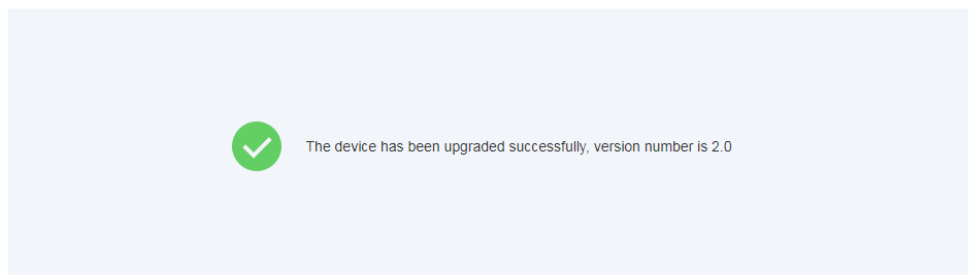 The device has been upgraded successfully, version number is 2.0